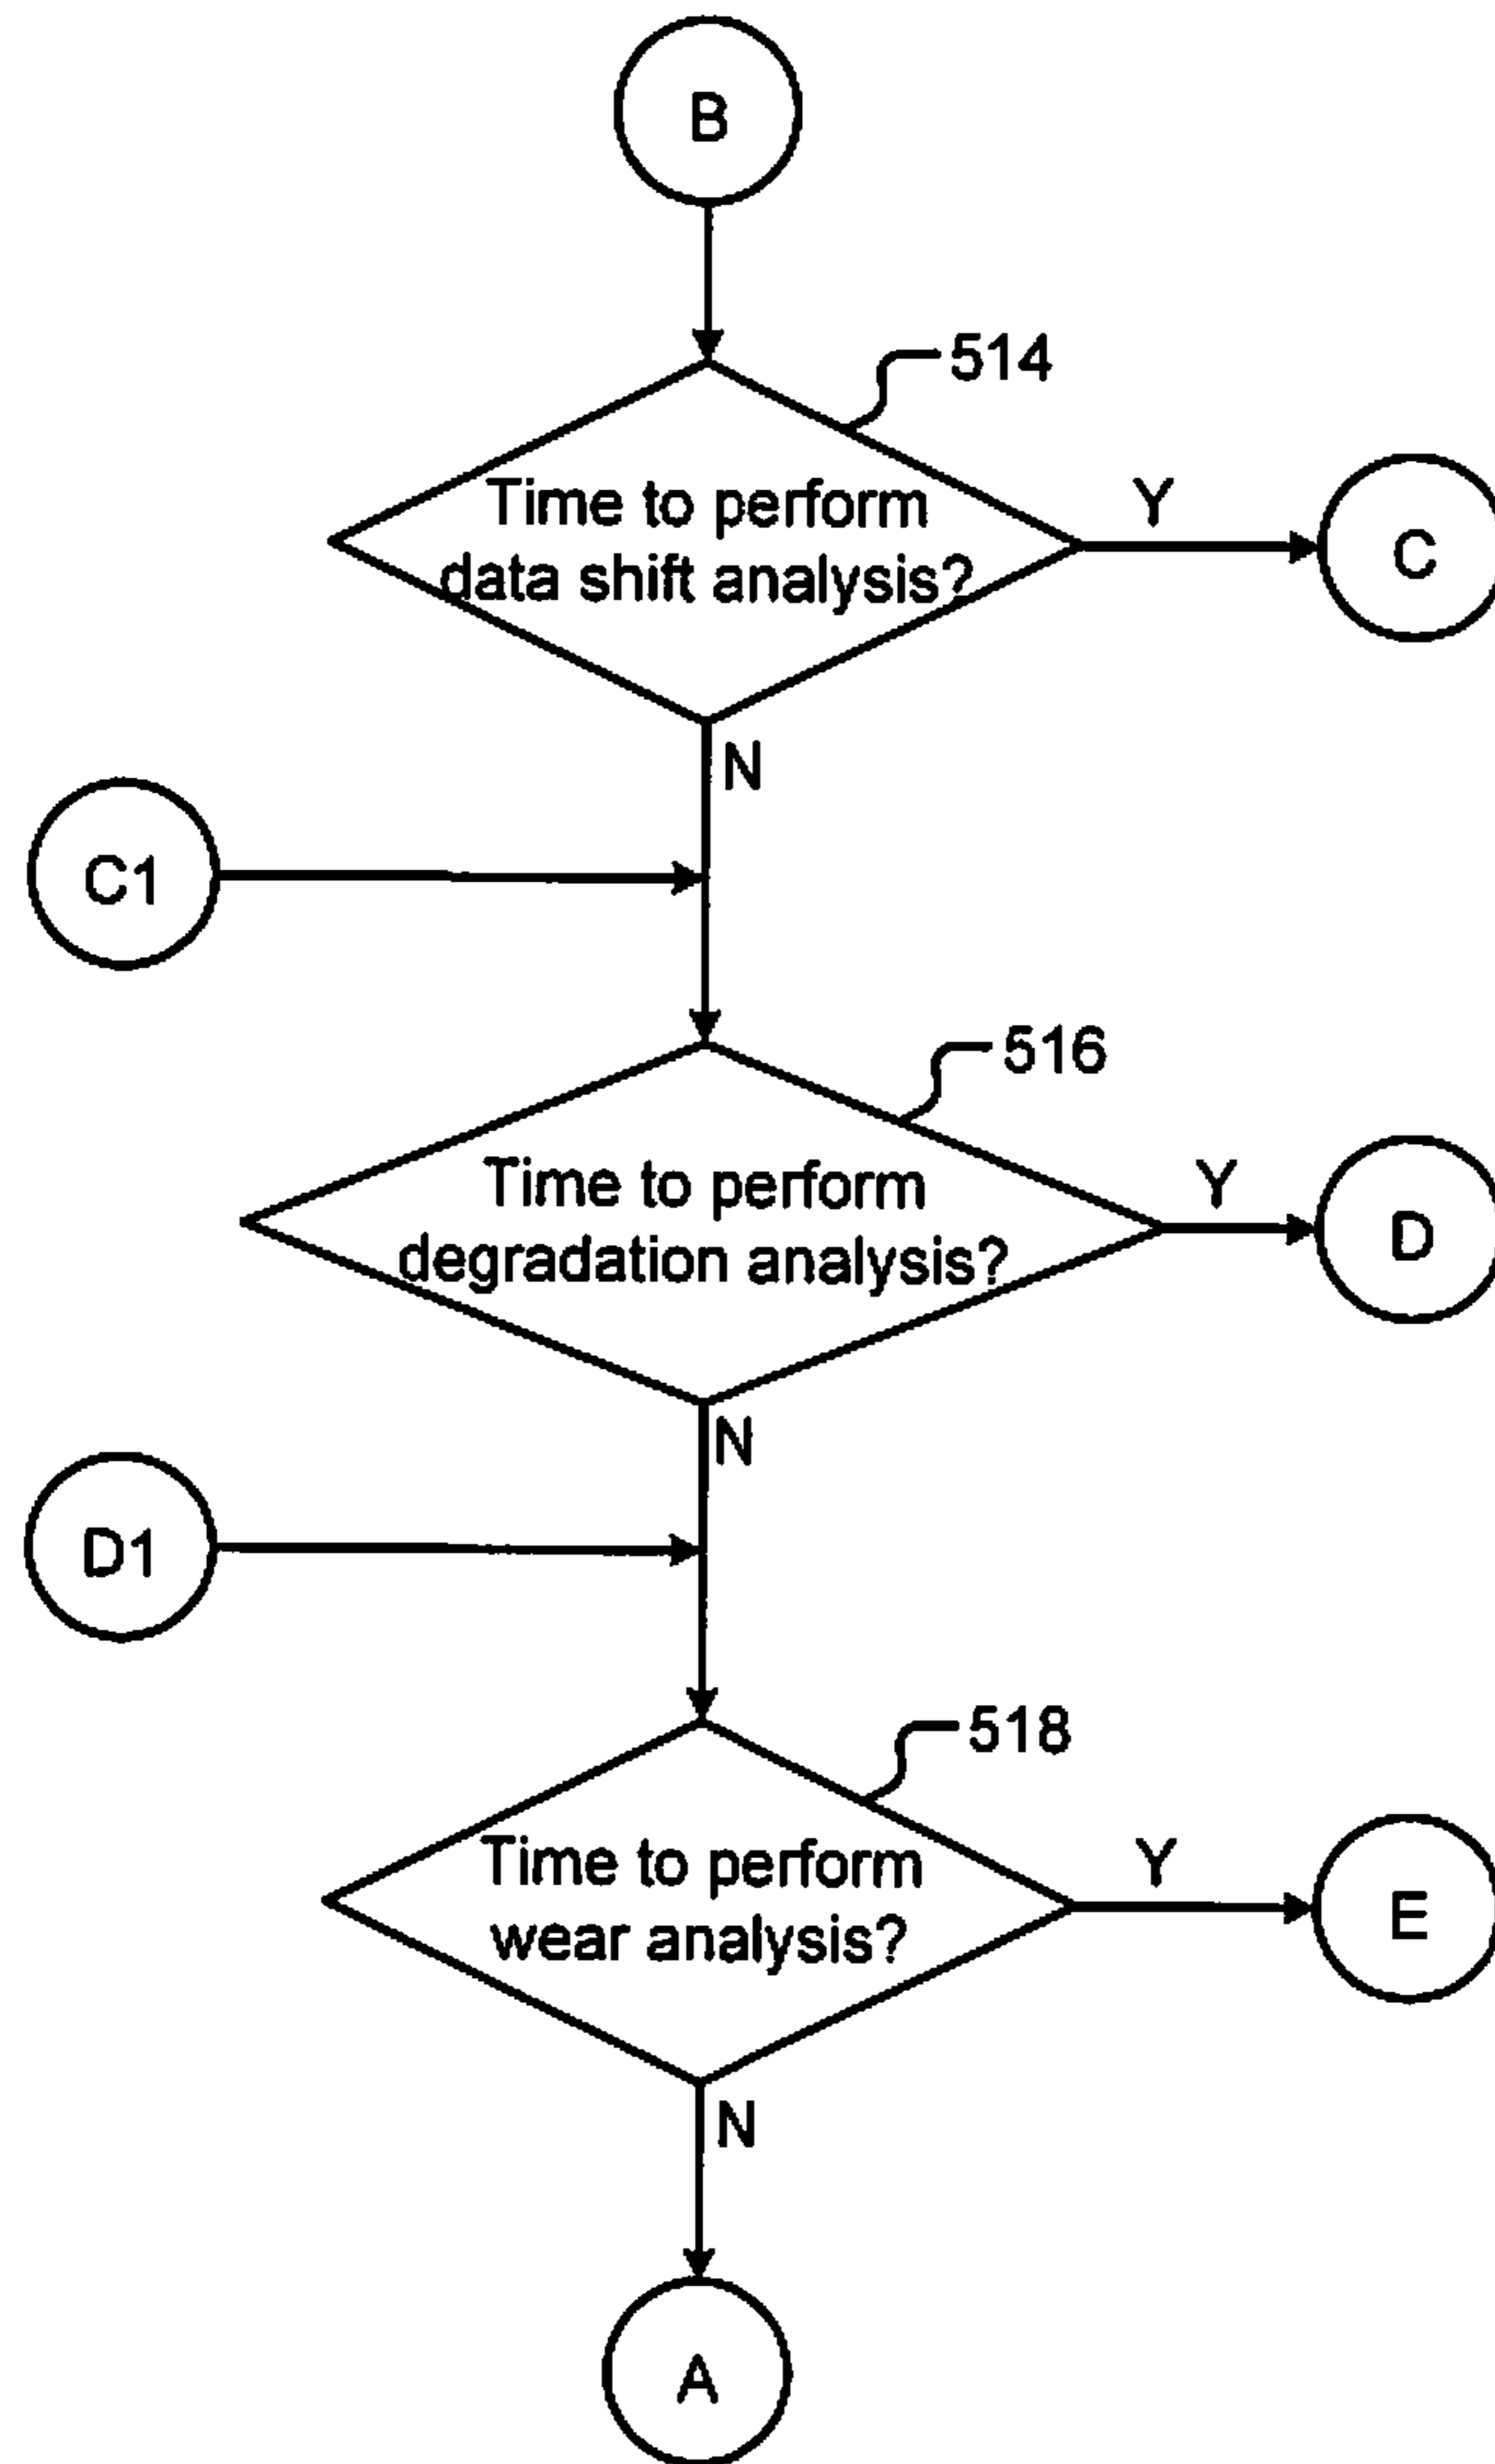 B
514
Time to perform
data shift analysis?
Y
C
N
C1
516
Time to perform
degradation analysis?
Y
D
N
D1
518
Time to perform
wear analysis?
Y
E
N
A